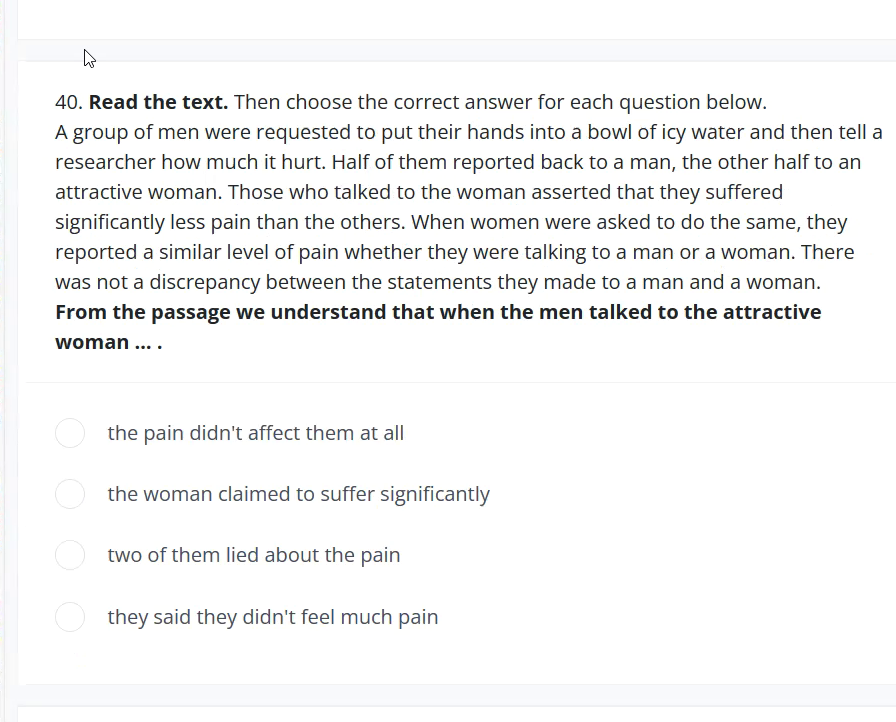 40. Read the text. Then choose the correct answer for each question below.
A group of men were requested to put their hands into a bowl of icy water and then tell a
researcher how much it hurt. Half of them reported back to a man, the other half to an
attractive woman. Those who talked to the woman asserted that they suffered
significantly less pain than the others. When women were asked to do the same, they
reported a similar level of pain whether they were talking to a man or a woman. There
was not a discrepancy between the statements they made to a man and a woman.
From the passage we understand that when the men talked to the attractive
woman ... .
the pain didn't affect them at all
the woman claimed to suffer significantly
two of them lied about the pain
they said they didn't feel much pain